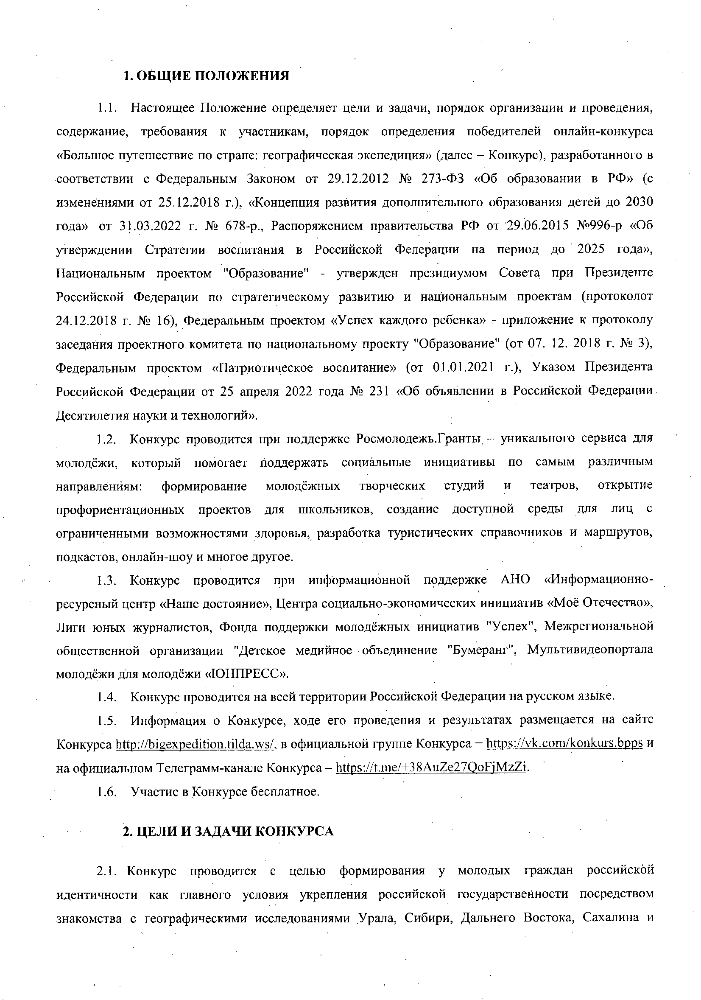 1. ОБЩИЕ ПОЛОЖЕНИЯ
1.1. Настоящее Положение определяет цели и задачи, порядок организации и проведения,
содержание, требования к участникам, порядок определения победителей онлайн-конкурса
«Большое путешествие по стране: географическая экспедиция» (далее – Конкурс), разработанного в
соответствии с Федеральным Законом от 29.12.2012 № 273-ФЗ «Об образовании в РФ» (с
изменениями от 25.12.2018 г.), «Концепция развития дополнительного образования детей до 2030
года» от 31.03.2022 г. № 678-р., Распоряжением правительства РФ от 29.06.2015 №996-р «Об
утверждении Стратегии воспитания в Российской Федерации на период до 2025 года»,
Национальным проектом "Образование" - утвержден президиумом Совета при Президенте
Российской Федерации по стратегическому развитию и национальным проектам (протоколот
24.12.2018 г. № 16), Федеральным проектом «Успех каждого ребенка» - приложение к протоколу
заседания проектного комитета по национальному проекту "Образование" (от 07. 12. 2018 г. № 3),
Федеральным проектом «Патриотическое воспитание» (от 01.01.2021 г.), Указом Президента
Российской Федерации от 25 апреля 2022 года № 231 «Об объявлении в Российской Федерации
Десятилетия науки и технологий».
1.2. Конкурс проводится при поддержке Росмолодежь.Гранты – уникального сервиса для
молодёжи, который помогает поддержать социальные инициативы по самым различным
направлениям: формирование молодёжных творческих студий и театров, открытие
профориентационных проектов для школьников, создание доступной среды для лиц с
ограниченными возможностями здоровья, разработка туристических справочников и маршрутов,
подкастов, онлайн-шоу и многое другое.
1.3. Конкурс проводится при информационной поддержке АНО «Информационно-
ресурсный центр «Наше достояние», Центра социально-экономических инициатив «Моё Отечество»,
Лиги юных журналистов, Фонда поддержки молодёжных инициатив "Успех", Межрегиональной
общественной организации "Детское медийное объединение "Бумеранг", Мультивидеопортала
молодёжи для молодёжи «ЮНПРЕСС».
1.4. Конкурс проводится на всей территории Российской Федерации на русском языке.
1.5. Информация о Конкурсе, ходе его проведения и результатах размещается на сайте
Конкурса http://bigexpedition.tilda.ws/, в официальной группе Конкурса – https://vk.com/konkurs.bpps и
на официальном Телеграмм-канале Конкурса – https://t.me/+38AuZe27QoFjMzZi.
1.6. Участие в Конкурсе бесплатное.
2. ЦЕЛИ И ЗАДАЧИ КОНКУРСА
2.1. Конкурс проводится с целью формирования у молодых граждан российской
идентичности как главного условия укрепления российской государственности посредством
знакомства с географическими исследованиями Урала, Сибири, Дальнего Востока, Сахалина и